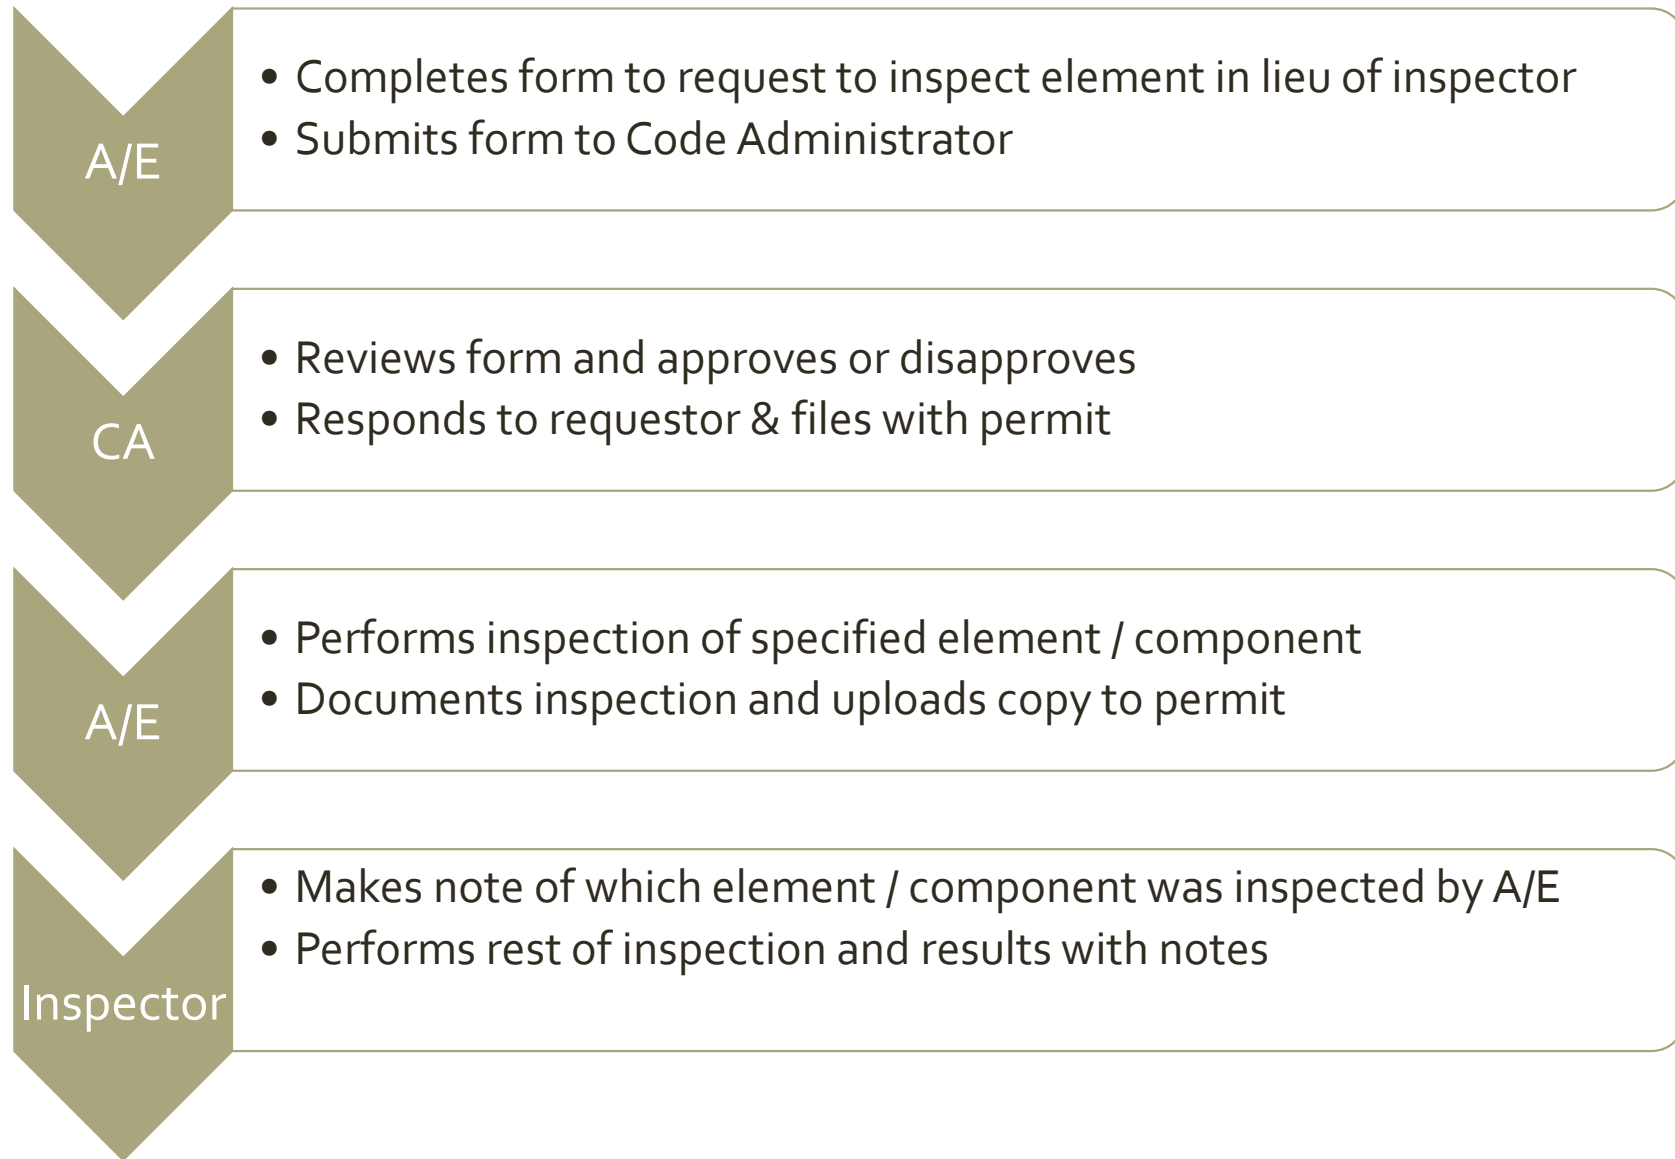 A/E
• Completes form to request to inspect element in lieu of inspector
• Submits form to Code Administrator
CA
• Reviews form and approves or disapproves
• Responds to requestor & files with permit
A/E
• Performs inspection of specified element / component
• Documents inspection and uploads copy to permit
Inspector
• Makes note of which element / component was inspected by A/E
• Performs rest of inspection and results with notes